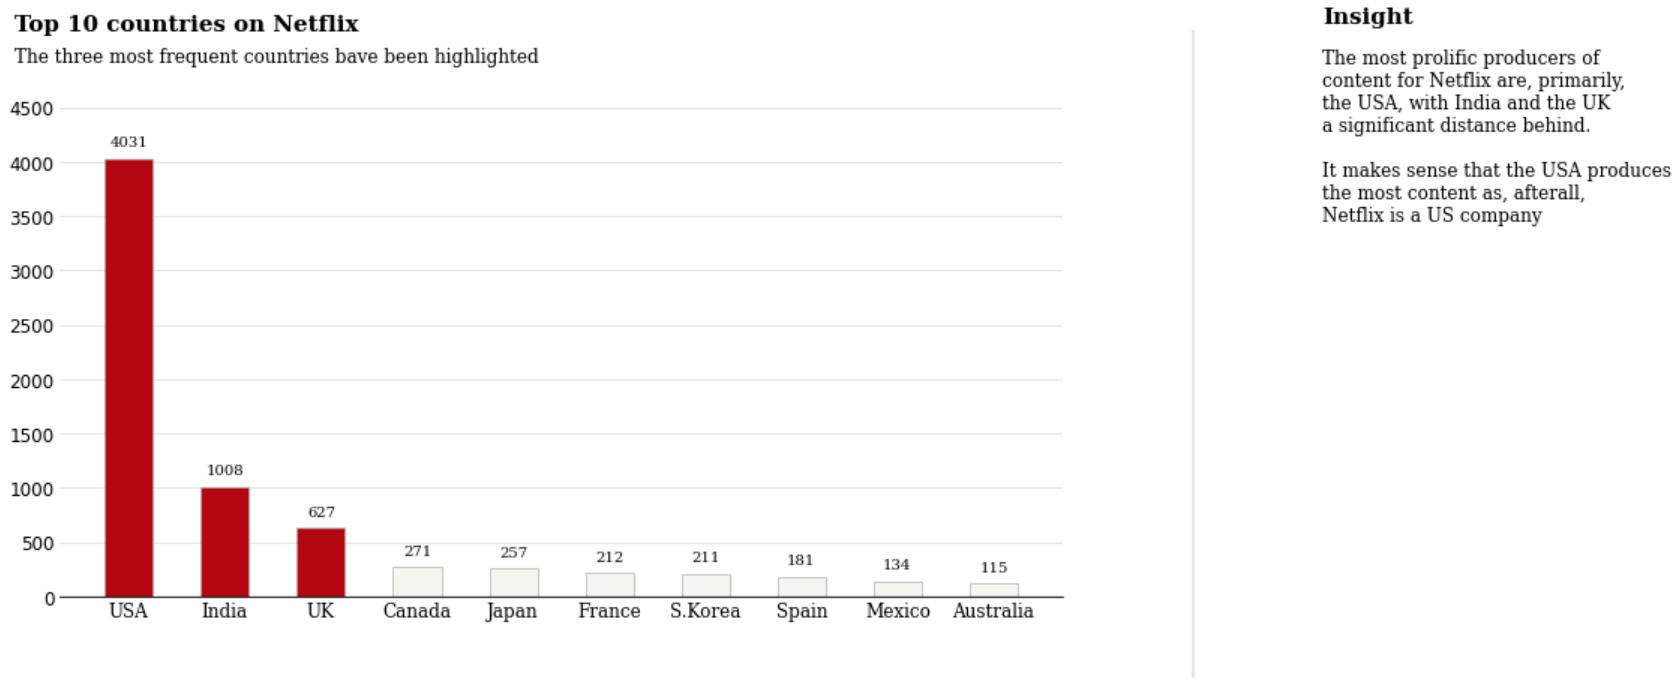 Top 10 countries on Netflix
The three most frequent countries bave been highlighted
4500
4000
3500
3000
2500
2000
1500
1000
500
0
4031
1008
627
271
257
212
211
181
134
115
USA
India
UK
Canada
Japan
France
S.Korea
Spain
Mexico
Australia
Insight
The most prolific producers of
content for Netflix are, primarily,
the USA, with India and the UK
a significant distance behind.
It makes sense that the USA produces
the most content as, afterall,
Netflix is a US company